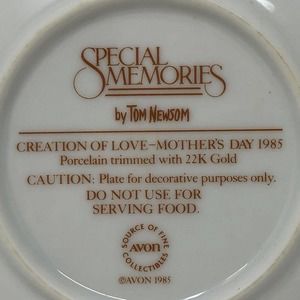 SPECIAL
MEMORIES
by TOM NEWSOM
CREATION OF LOVE–MOTHER'S DAY 1985
Porcelain trimmed with 22K Gold
CAUTION: Plate for decorative purposes only.
DO NOT USE FOR
SERVING FOOD.
SOURCE OF FINE
AVON
COLLECTIBLES
©AVON 1985